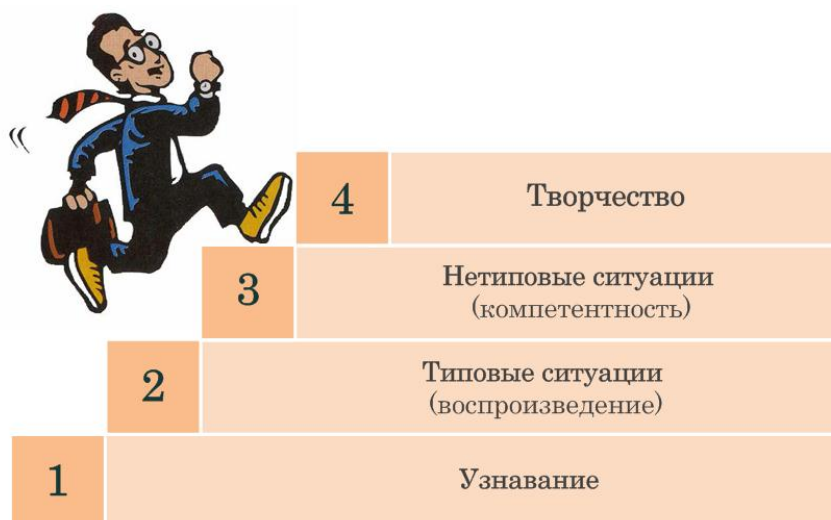 4
Творчество
3
Нетиповые ситуации
(компетентность)
2
Типовые ситуации
(воспроизведение)
1
Узнавание